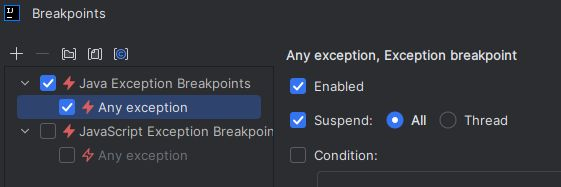 IJ Breakpoints
Any exception, Exception breakpoint
Java Exception Breakpoints
Enabled
Any exception
Suspend: All Thread
JavaScript Exception Breakpoin
Any exception
Condition: